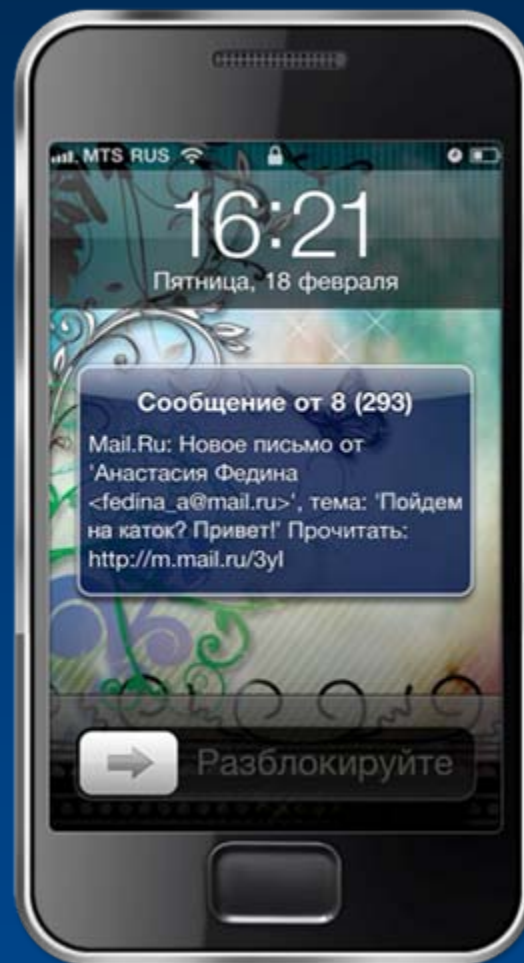 MTS RUS
16:21
Пятница, 18 февраля
Сообщение от 8 (293)
Mail.Ru: Новое письмо от
'Анастасия Федина
<fedina_a@mail.ru>', тема: 'Пойдем
на каток? Привет!' Прочитать:
http://m.mail.ru/3yI
Разблокируйте